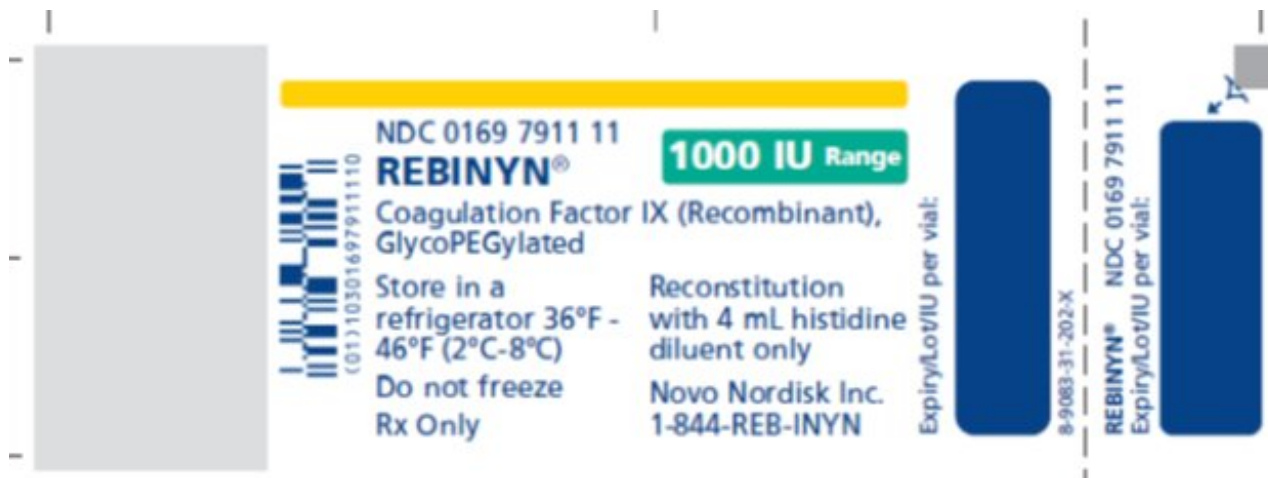 NDC 0169 7911 11
REBINYN®
1000 IU Range
Coagulation Factor IX (Recombinant),
GlycoPEGylated
Store in a
refrigerator 36°F -
46°F (2°C-8°C)
Do not freeze
Rx Only
Reconstitution
with 4 mL histidine
diluent only
Novo Nordisk Inc.
1-844-REB-INYN
(01)10301697911110
Expiry/Lot/IU per vial:
8-9083-31-202-X
REBINYN® NDC 0169 7911 11
Expiry/Lot/IU per vial: